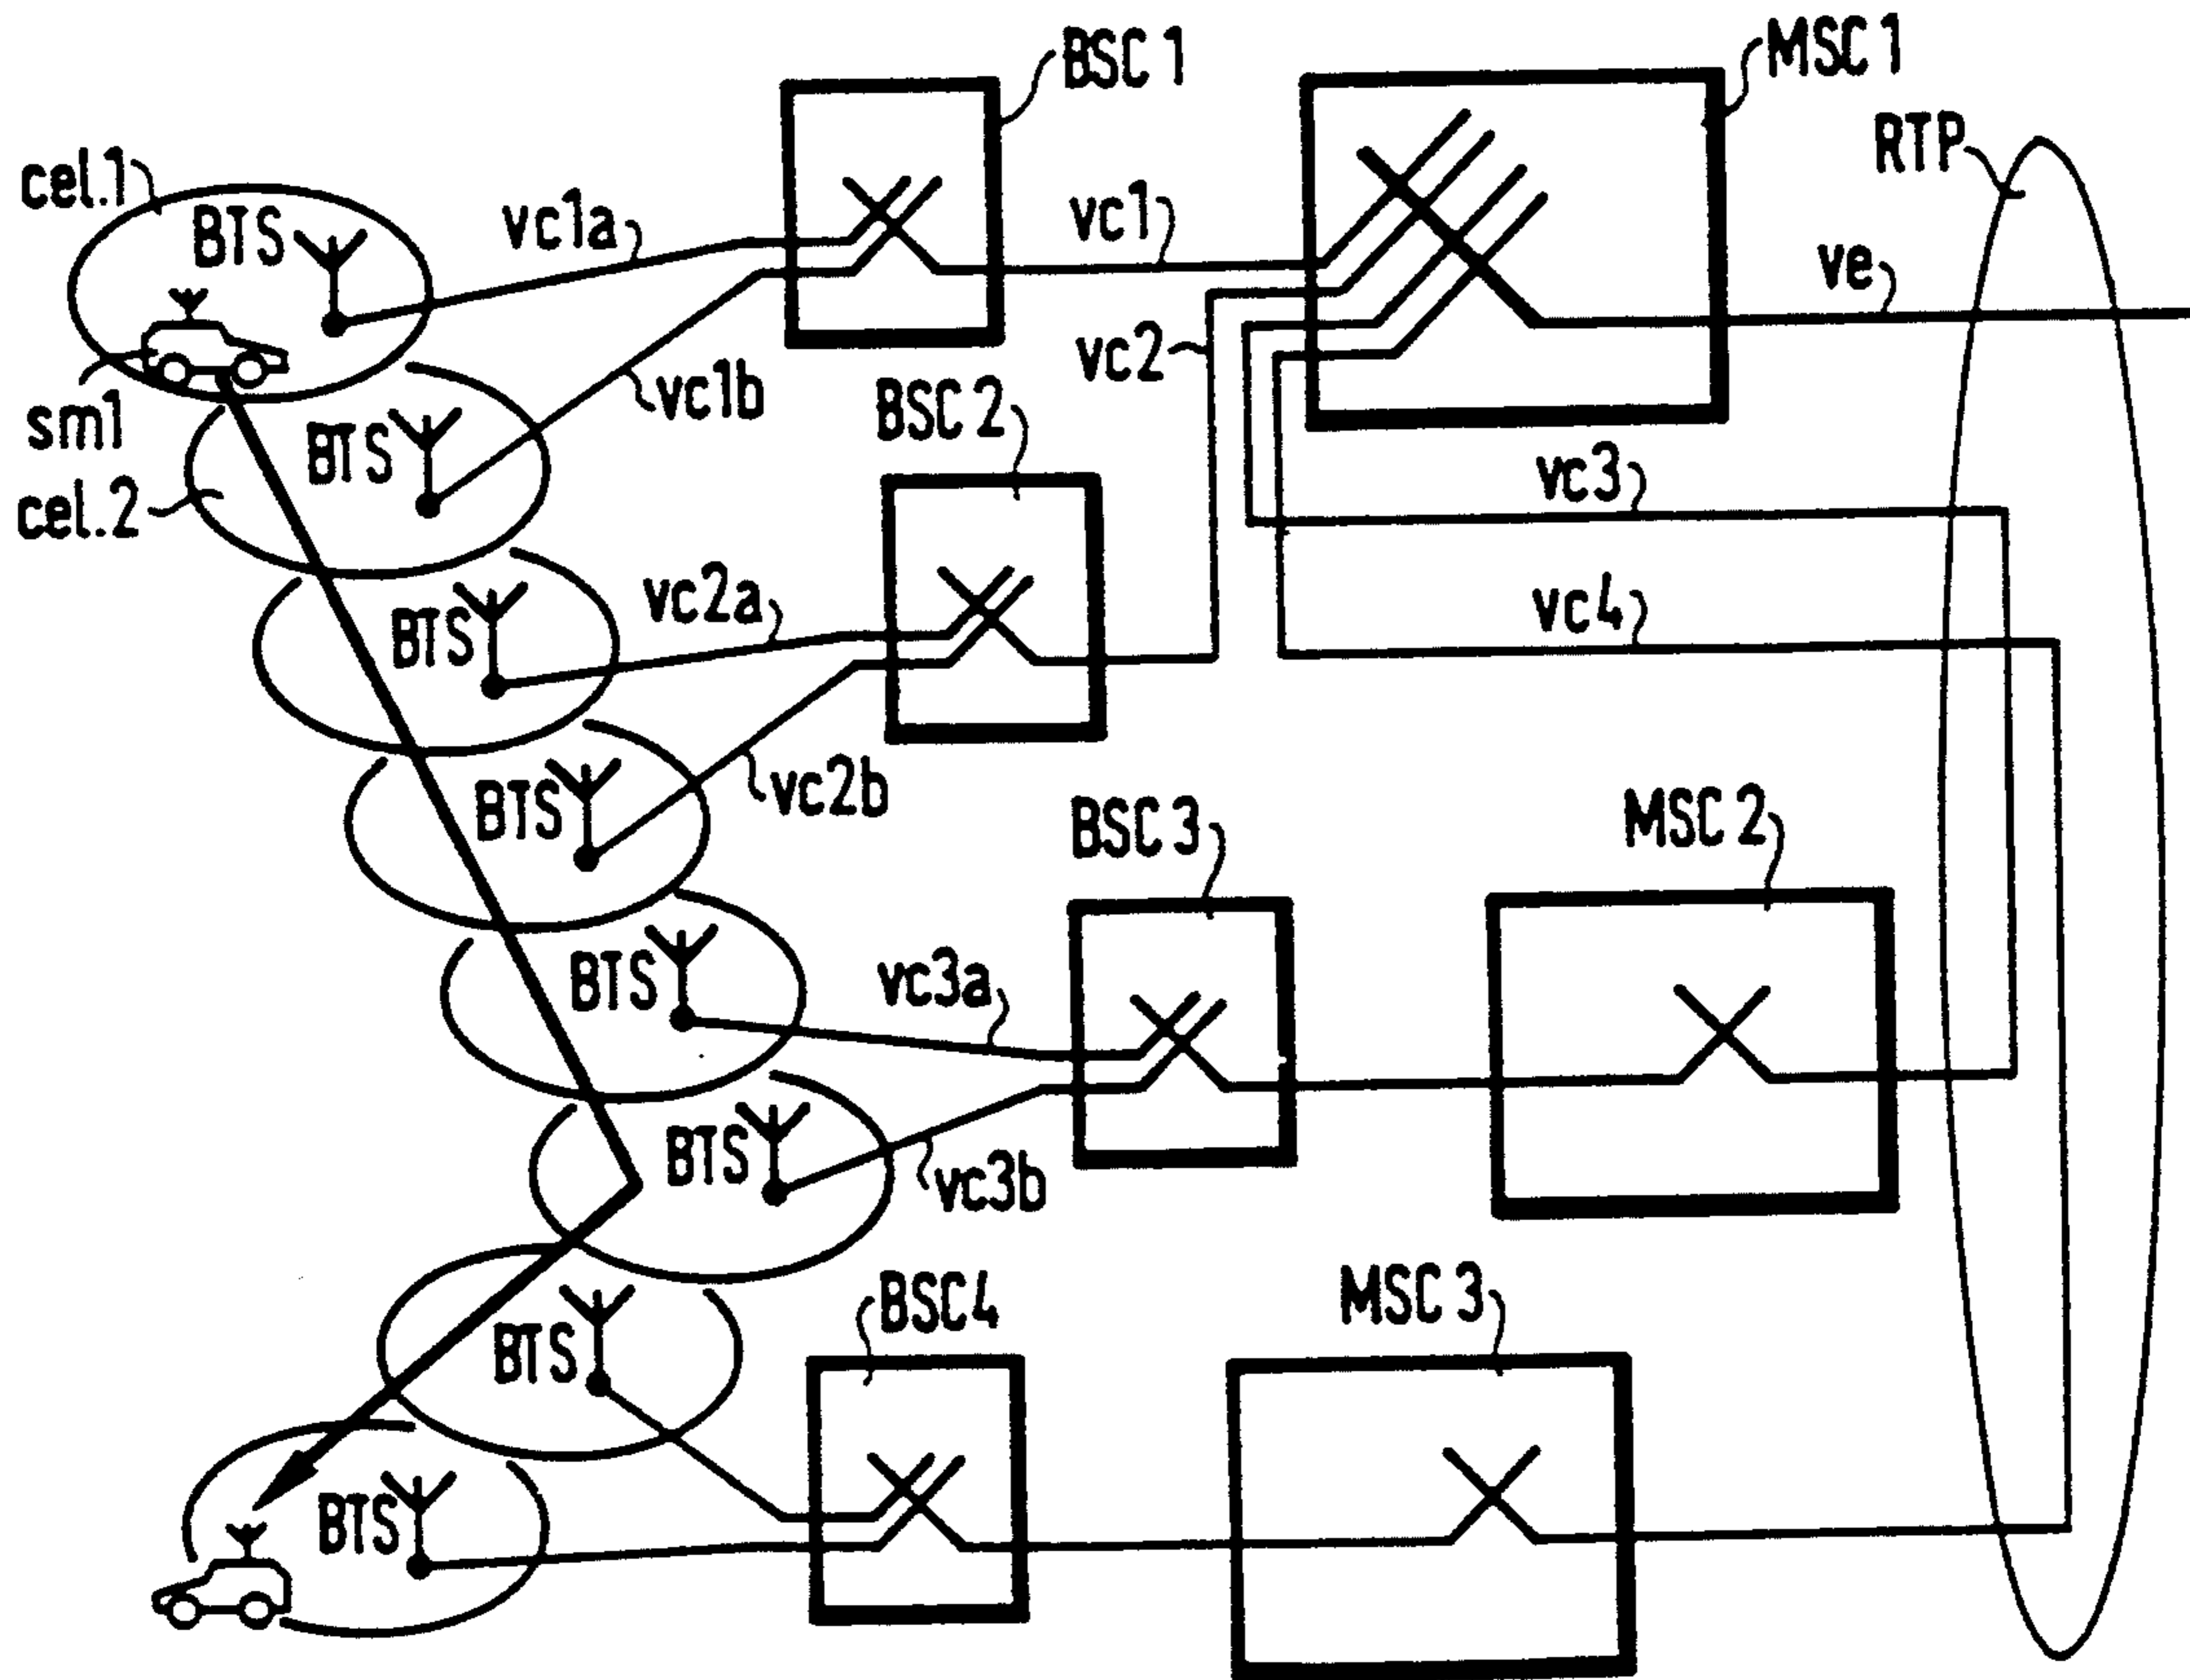 BSC 1
MSC 1
RTP
cel.1
BTS
vc1a
vc1
ve
sm1
vc1b
vc2
BTS
BSC 2
cel.2
vc3
BTS
vc2a
vc4
BTS
vc2b
BSC 3
MSC 2
BTS
vc3a
BTS
vc3b
BTS
BSC4
MSC 3
BTS